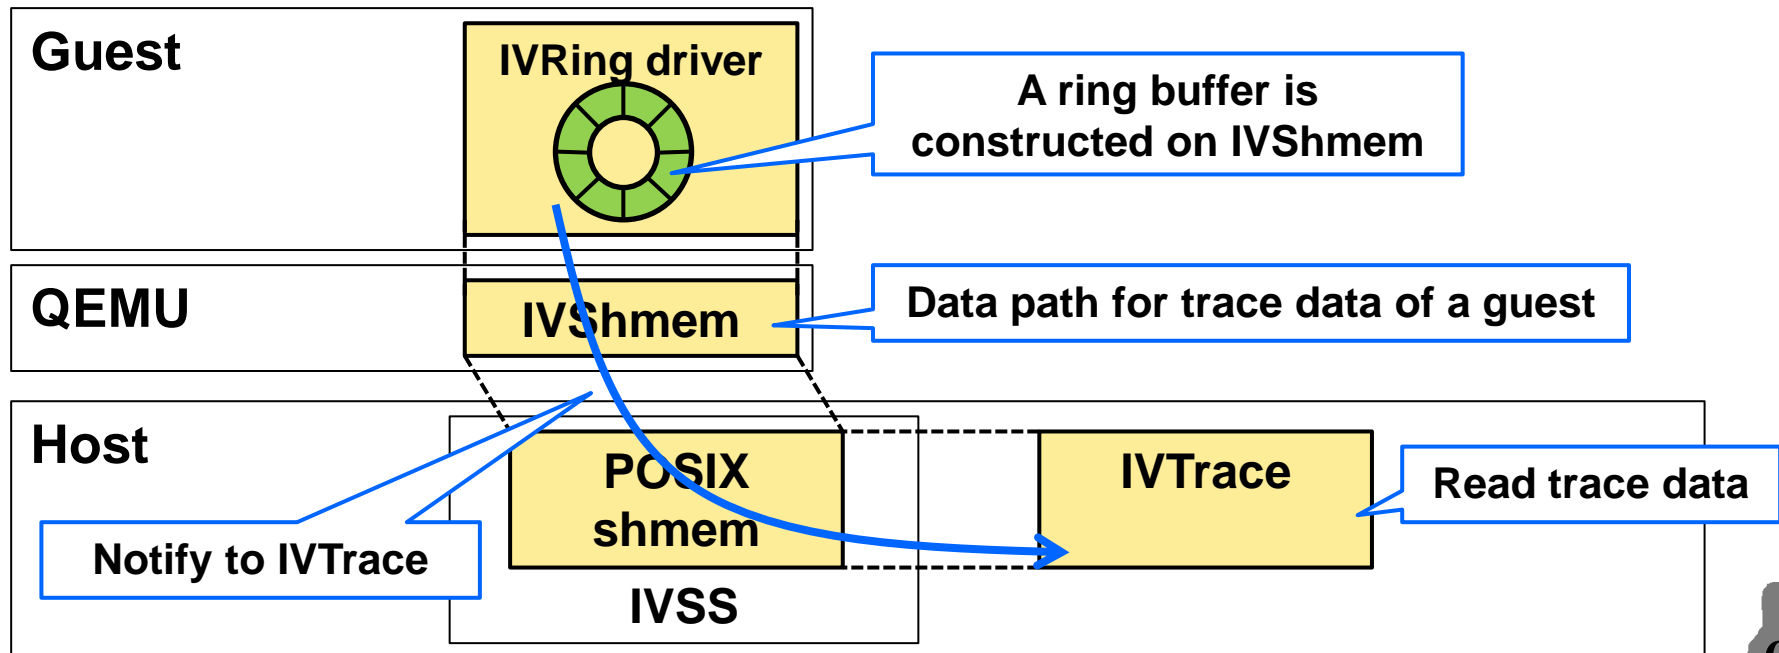 Guest
IVRing driver
A ring buffer is
constructed on IVShmem
QEMU
IVShmem
Data path for trace data of a guest
Host
POSIX
shmem
IVTrace
Read trace data
Notify to IVTrace
IVSS